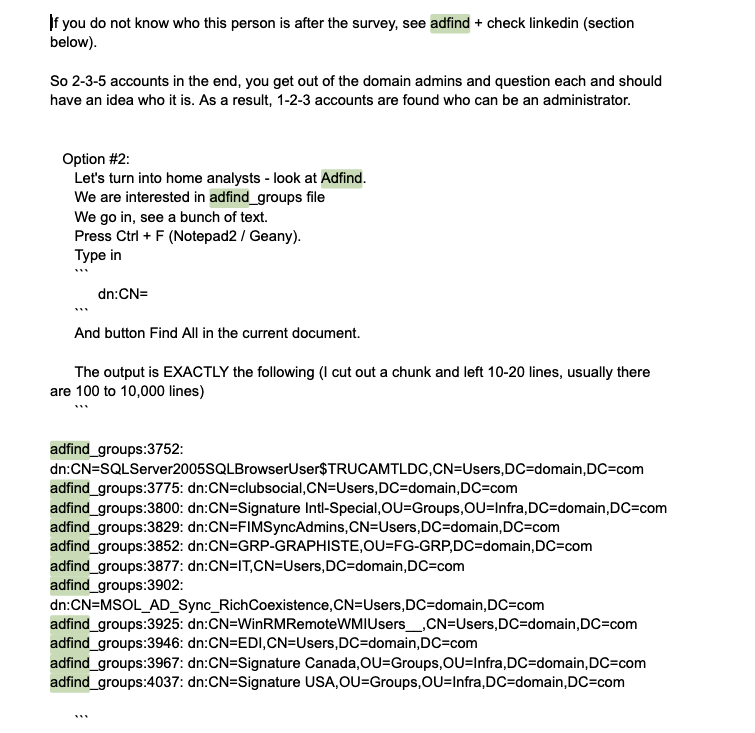 If you do not know who this person is after the survey, see adfind + check linkedin (section
below).
So 2-3-5 accounts in the end, you get out of the domain admins and question each and should
have an idea who it is. As a result, 1-2-3 accounts are found who can be an administrator.
Option #2:
Let's turn into home analysts - look at Adfind.
We are interested in adfind_groups file
We go in, see a bunch of text.
Press Ctrl + F (Notepad2 / Geany).
Type in
```
dn:CN=
```
And button Find All in the current document.
The output is EXACTLY the following (I cut out a chunk and left 10-20 lines, usually there
are 100 to 10,000 lines)
```
adfind_groups:3752:
dn:CN=SQLServer2005SQLBrowserUser$TRUCAMTLDC,CN=Users,DC=domain,DC=com
adfind_groups:3775: dn:CN=clubsocial,CN=Users,DC=domain,DC=com
adfind_groups:3800: dn:CN=Signature Intl-Special,OU=Groups,OU=Infra,DC=domain,DC=com
adfind_groups:3829: dn:CN=FIMSyncAdmins,CN=Users,DC=domain,DC=com
adfind_groups:3852: dn:CN=GRP-GRAPHISTE,OU=FG-GRP,DC=domain,DC=com
adfind_groups:3877: dn:CN=IT,CN=Users,DC=domain,DC=com
adfind_groups:3902:
dn:CN=MSOL_AD_Sync_RichCoexistence,CN=Users,DC=domain,DC=com
adfind_groups:3925: dn:CN=WinRMRemoteWMIUsers__,CN=Users,DC=domain,DC=com
adfind_groups:3946: dn:CN=EDI,CN=Users,DC=domain,DC=com
adfind_groups:3967: dn:CN=Signature Canada,OU=Groups,OU=Infra,DC=domain,DC=com
adfind_groups:4037: dn:CN=Signature USA,OU=Groups,OU=Infra,DC=domain,DC=com
```